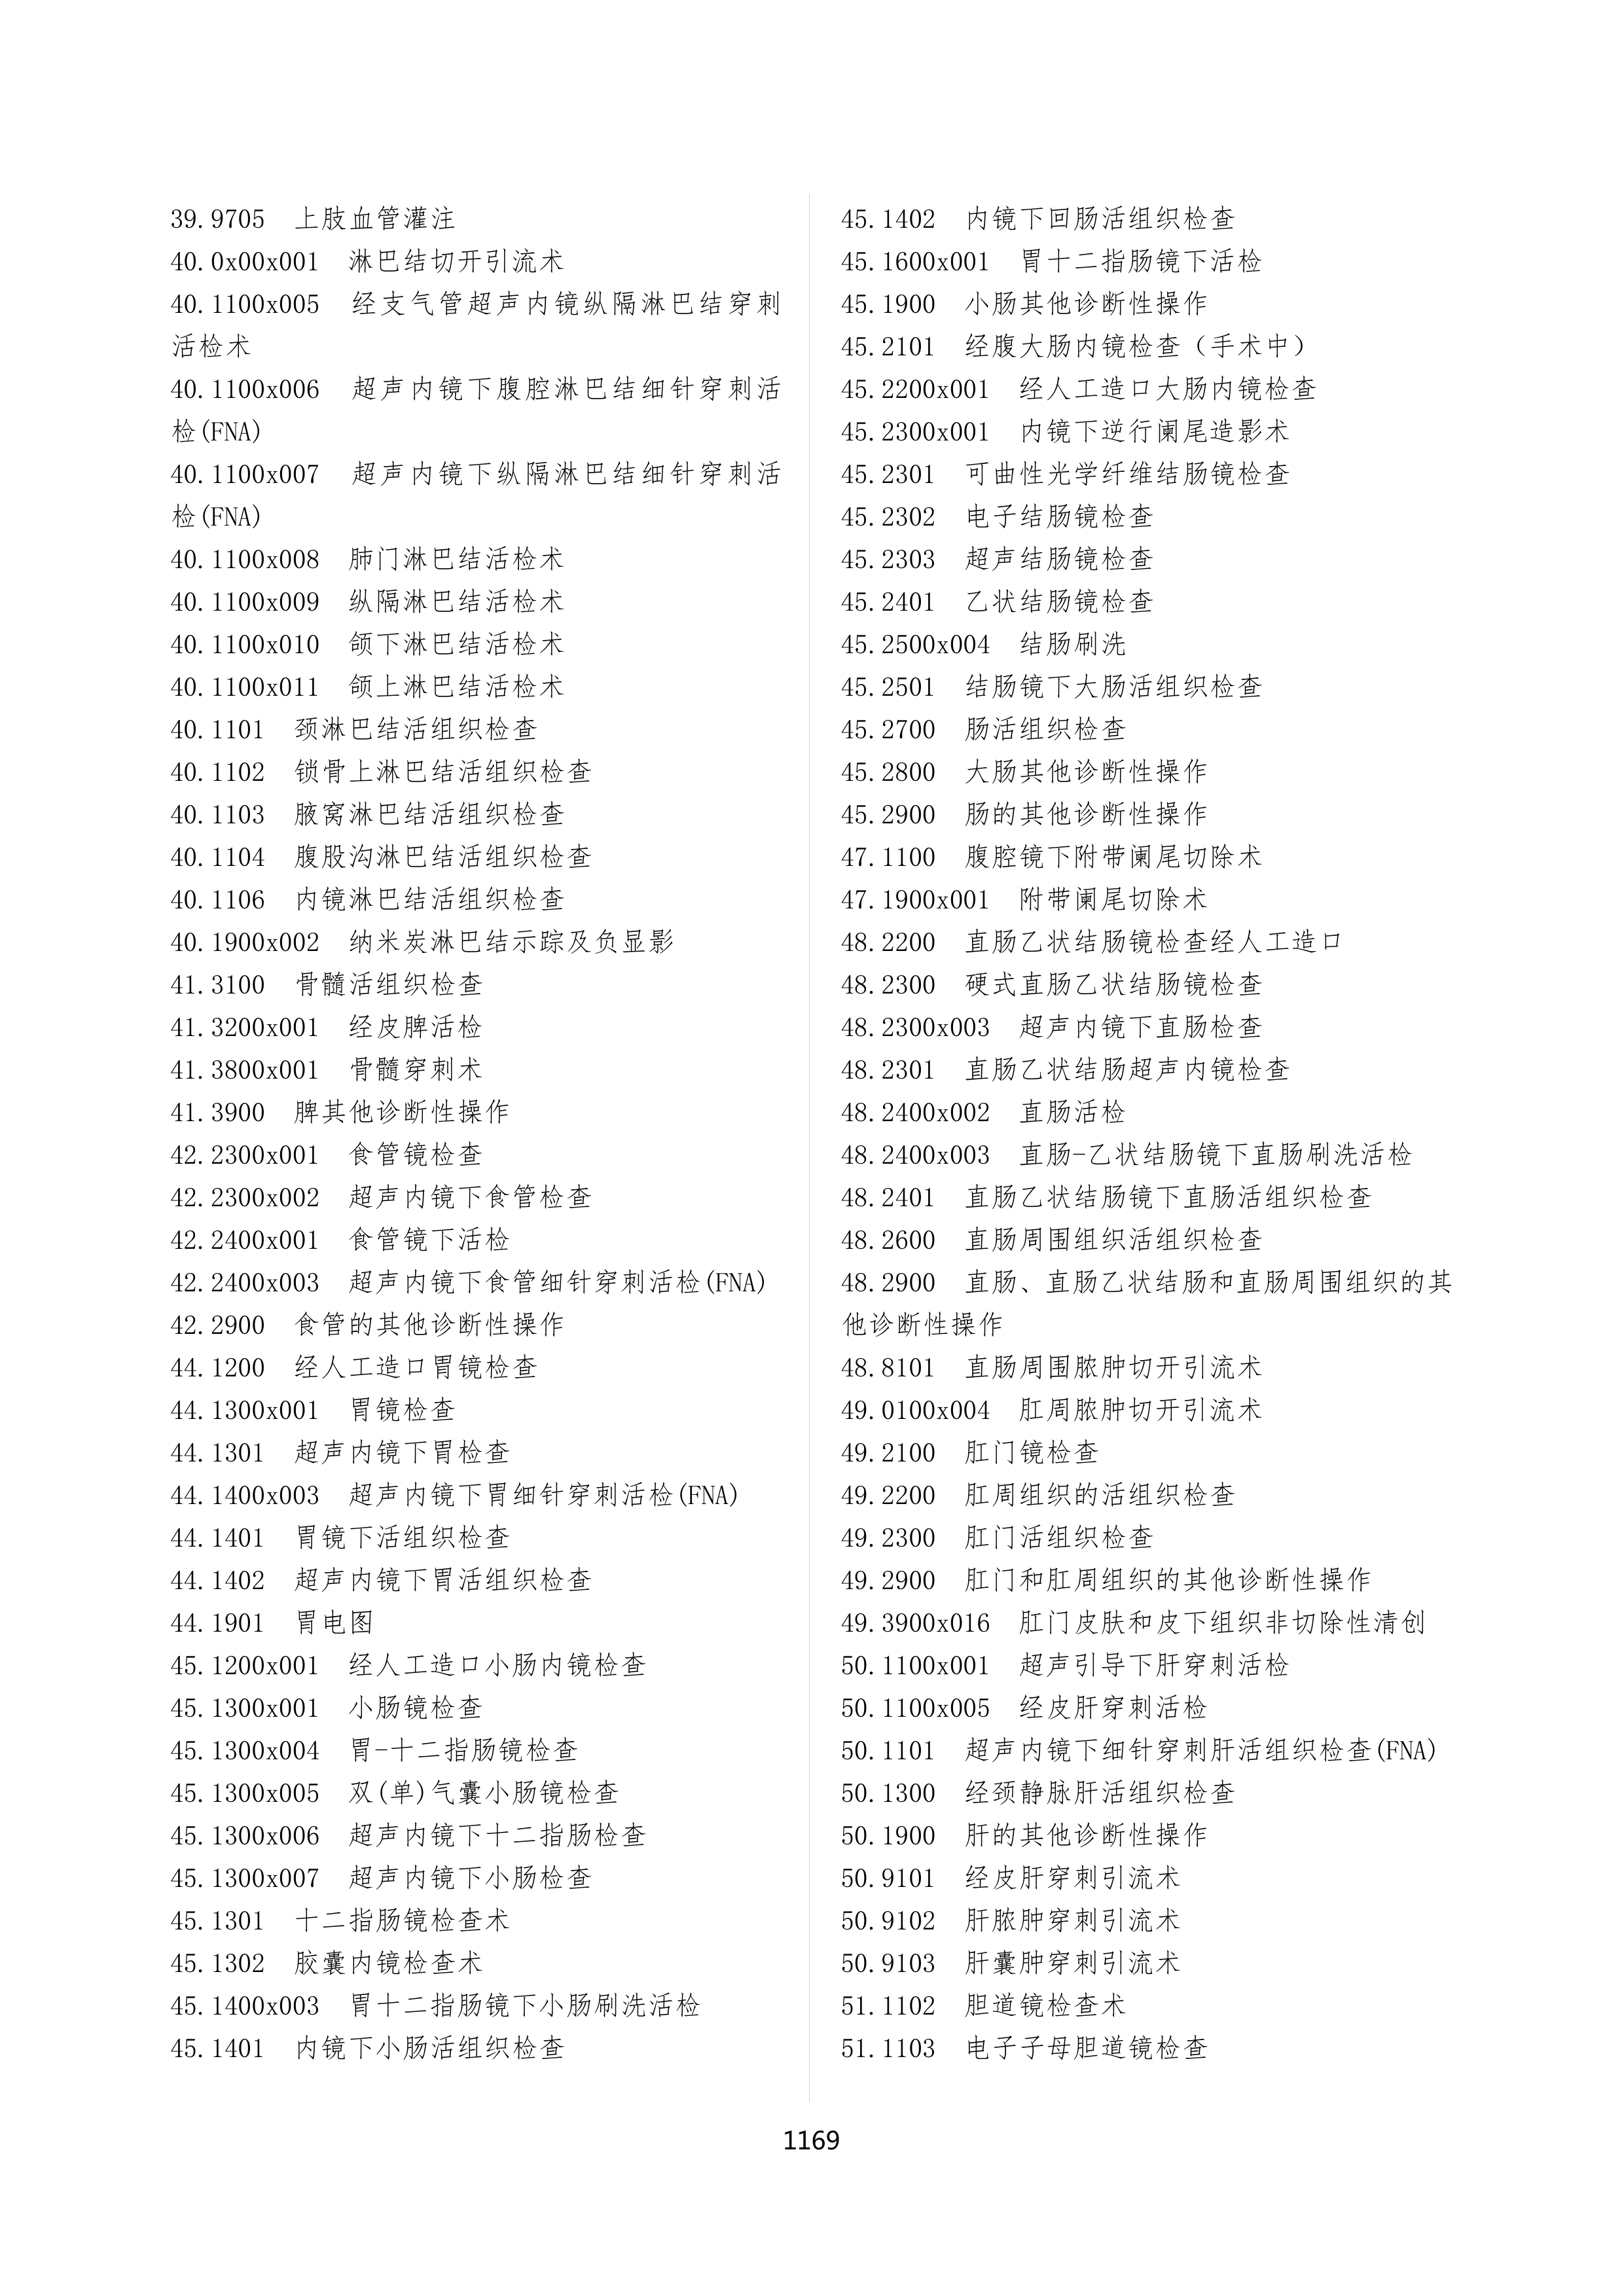 39.9705 上肢血管灌注
40.0x00x001 淋巴结切开引流术
40.1100x005 经支气管超声内镜纵隔淋巴结穿刺
活检术
40.1100x006 超声内镜下腹腔淋巴结细针穿刺活
检(FNA)
40.1100x007 超声内镜下纵隔淋巴结细针穿刺活
检(FNA)
40.1100x008 肺门淋巴结活检术
40.1100x009 纵隔淋巴结活检术
40.1100x010 颌下淋巴结活检术
40.1100x011 颌上淋巴结活检术
40.1101 颈淋巴结活组织检查
40.1102 锁骨上淋巴结活组织检查
40.1103 腋窝淋巴结活组织检查
40.1104 腹股沟淋巴结活组织检查
40.1106 内镜淋巴结活组织检查
40.1900x002 纳米炭淋巴结示踪及负显影
41.3100 骨髓活组织检查
41.3200x001 经皮脾活检
41.3800x001 骨髓穿刺术
41.3900 脾其他诊断性操作
42.2300x001 食管镜检查
42.2300x002 超声内镜下食管检查
42.2400x001 食管镜下活检
42.2400x003 超声内镜下食管细针穿刺活检(FNA)
42.2900 食管的其他诊断性操作
44.1200 经人工造口胃镜检查
44.1300x001 胃镜检查
44.1301 超声内镜下胃检查
44.1400x003 超声内镜下胃细针穿刺活检(FNA)
44.1401 胃镜下活组织检查
44.1402 超声内镜下胃活组织检查
44.1901 胃电图
45.1200x001 经人工造口小肠内镜检查
45.1300x001 小肠镜检查
45.1300x004 胃-十二指肠镜检查
45.1300x005 双(单)气囊小肠镜检查
45.1300x006 超声内镜下十二指肠检查
45.1300x007 超声内镜下小肠检查
45.1301 十二指肠镜检查术
45.1302 胶囊内镜检查术
45.1400x003 胃十二指肠镜下小肠刷洗活检
45.1401 内镜下小肠活组织检查
45.1402 内镜下回肠活组织检查
45.1600x001 胃十二指肠镜下活检
45.1900 小肠其他诊断性操作
45.2101 经腹大肠内镜检查（手术中）
45.2200x001 经人工造口大肠内镜检查
45.2300x001 内镜下逆行阑尾造影术
45.2301 可曲性光学纤维结肠镜检查
45.2302 电子结肠镜检查
45.2303 超声结肠镜检查
45.2401 乙状结肠镜检查
45.2500x004 结肠刷洗
45.2501 结肠镜下大肠活组织检查
45.2700 肠活组织检查
45.2800 大肠其他诊断性操作
45.2900 肠的其他诊断性操作
47.1100 腹腔镜下附带阑尾切除术
47.1900x001 附带阑尾切除术
48.2200 直肠乙状结肠镜检查经人工造口
48.2300 硬式直肠乙状结肠镜检查
48.2300x003 超声内镜下直肠检查
48.2301 直肠乙状结肠超声内镜检查
48.2400x002 直肠活检
48.2400x003 直肠-乙状结肠镜下直肠刷洗活检
48.2401 直肠乙状结肠镜下直肠活组织检查
48.2600 直肠周围组织活组织检查
48.2900 直肠、直肠乙状结肠和直肠周围组织的其
他诊断性操作
48.8101 直肠周围脓肿切开引流术
49.0100x004 肛周脓肿切开引流术
49.2100 肛门镜检查
49.2200 肛周组织的活组织检查
49.2300 肛门活组织检查
49.2900 肛门和肛周组织的其他诊断性操作
49.3900x016 肛门皮肤和皮下组织非切除性清创
50.1100x001 超声引导下肝穿刺活检
50.1100x005 经皮肝穿刺活检
50.1101 超声内镜下细针穿刺肝活组织检查(FNA)
50.1300 经颈静脉肝活组织检查
50.1900 肝的其他诊断性操作
50.9101 经皮肝穿刺引流术
50.9102 肝脓肿穿刺引流术
50.9103 肝囊肿穿刺引流术
51.1102 胆道镜检查术
51.1103 电子子母胆道镜检查
1169